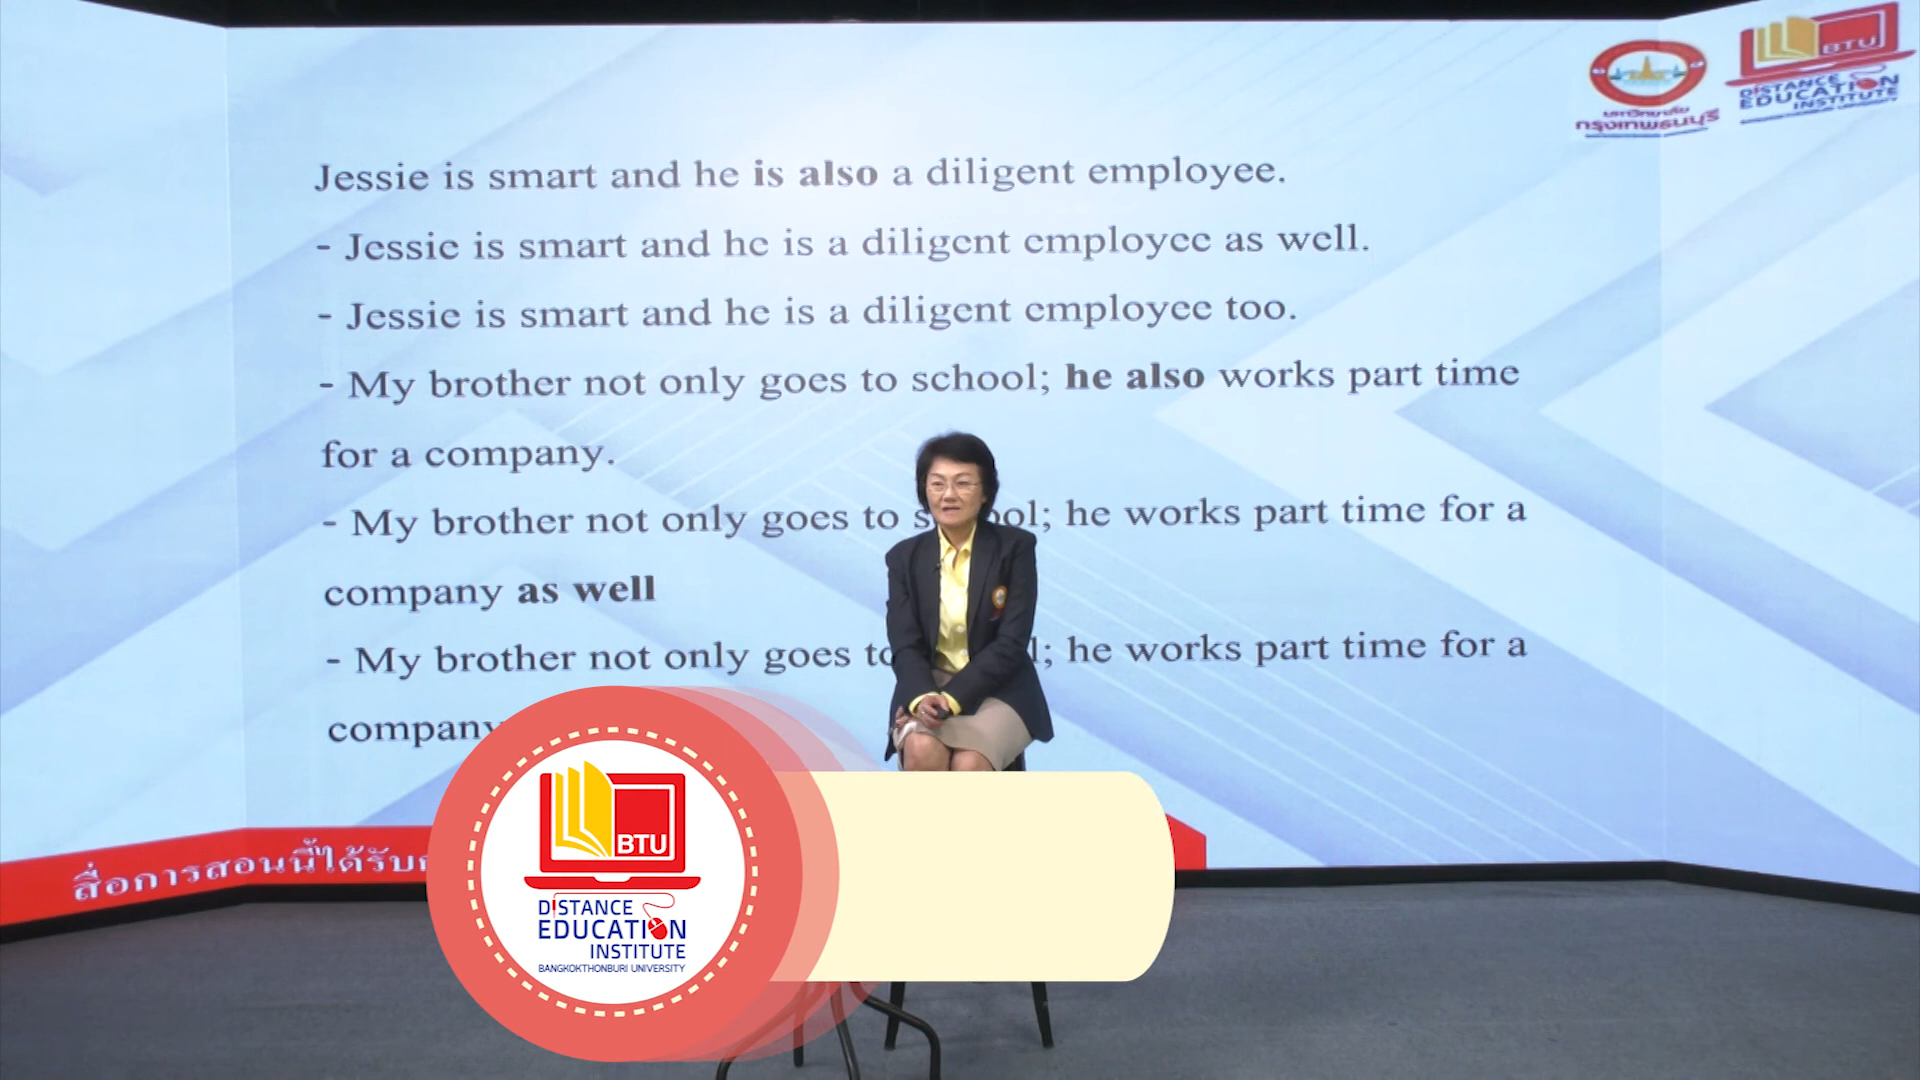 Jessie is smart and he is also a diligent employee.
- Jessie is smart and he is a diligent employee as well.
- Jessie is smart and he is a diligent employee too.
- My brother not only goes to school; he also works part time
for a company.
- My brother not only goes to school; he works part time for a
company as well
- My brother not only goes to l; he works part time for a
company
BTU
DISTANCE
EDUCATION
INSTITUTE
มหาวิทยาลัย
กรุงเทพธนบุรี
สื่อการสอนนี้ได้รับ
BTU
DISTANCE
EDUCATION
INSTITUTE
BANGKOKTHONBURI UNIVERSITY